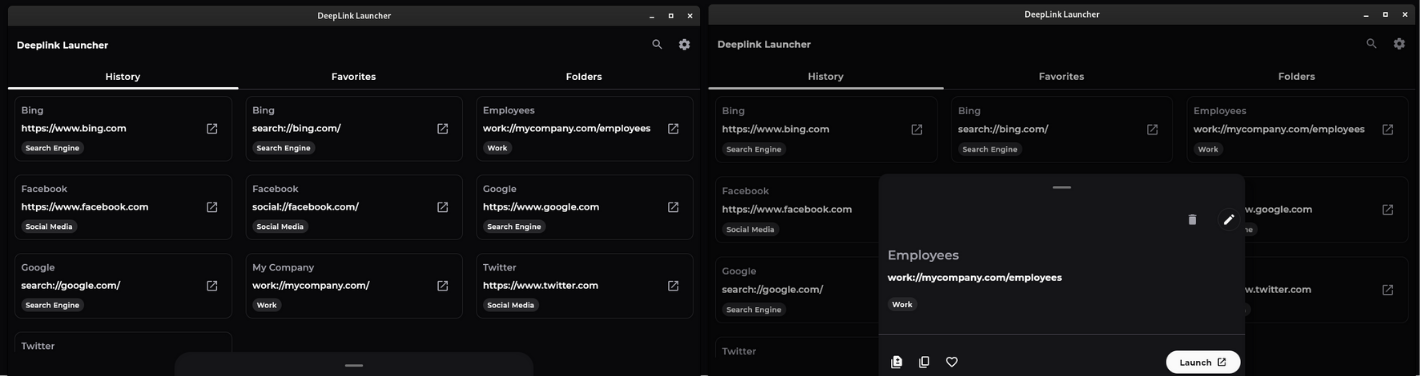 DeepLink Launcher
Deeplink Launcher
History Favorites Folders
Bing Bing Employees
https://www.bing.com search://bing.com/ work://mycompany.com/employees
Search Engine Search Engine Work
Facebook Facebook Google
https://www.facebook.com social://facebook.com/ https://www.google.com
Social Media Social Media Search Engine
Google My Company Twitter
search://google.com/ work://mycompany.com/ https://www.twitter.com
Search Engine Work Social Media
Twitter
DeepLink Launcher
Deeplink Launcher
History Favorites Folders
Bing Bing Employees
https://www.bing.com search://bing.com/ work://mycompany.com/employees
Search Engine Search Engine Work
Facebook
https://www.facebook.com w.google.com
Social Media ne
Google
search://google.com/ w.twitter.com
Search Engine
Twitter
Employees
work://mycompany.com/employees
Work
Launch